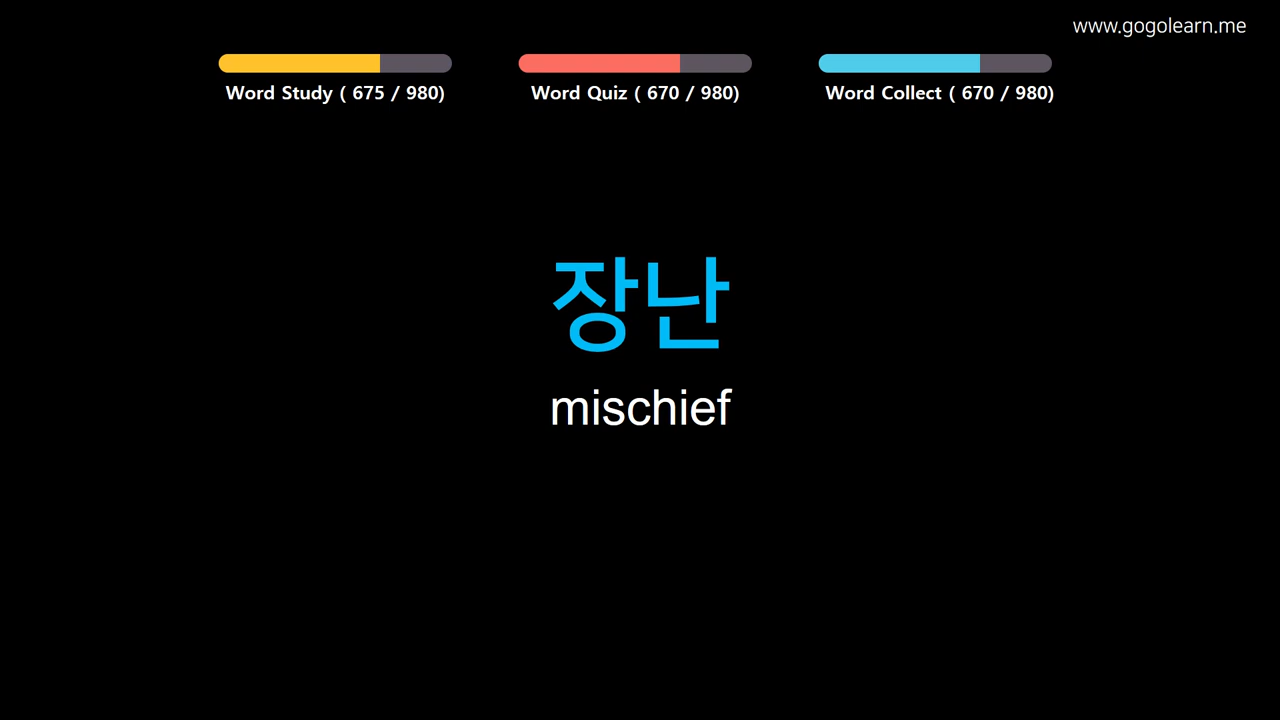 www.gogolearn.me
Word Study ( 675 / 980)
Word Quiz ( 670 / 980)
Word Collect ( 670 / 980)
장난
mischief